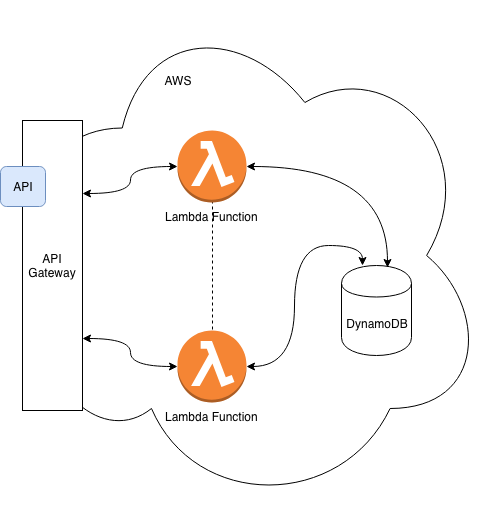 AWS
API
Lambda Function
API
Gateway
DynamoDB
Lambda Function